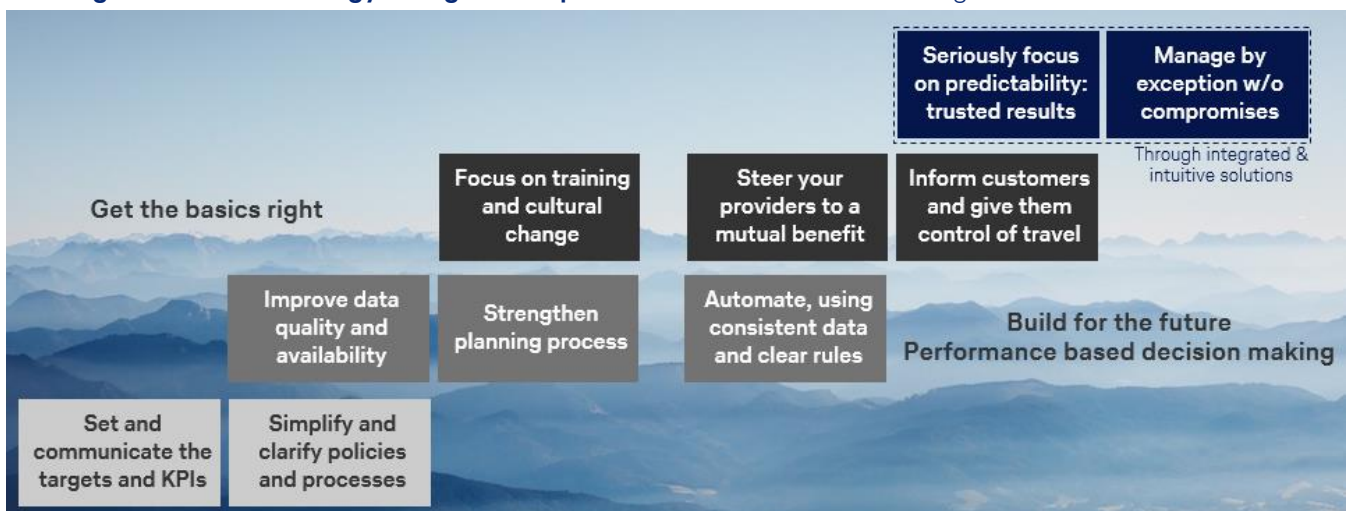 Seriously focus
on predictability:
trusted results
Manage by
exception w/o
compromises
Through integrated &
intuitive solutions
Get the basics right
Focus on training
and cultural
change
Steer your
providers to a
mutual benefit
Inform customers
and give them
control of travel
Improve data
quality and
availability
Strengthen
planning process
Automate, using
consistent data
and clear rules
Build for the future
Performance based decision making
Set and
communicate the
targets and KPIs
Simplify and
clarify policies
and processes